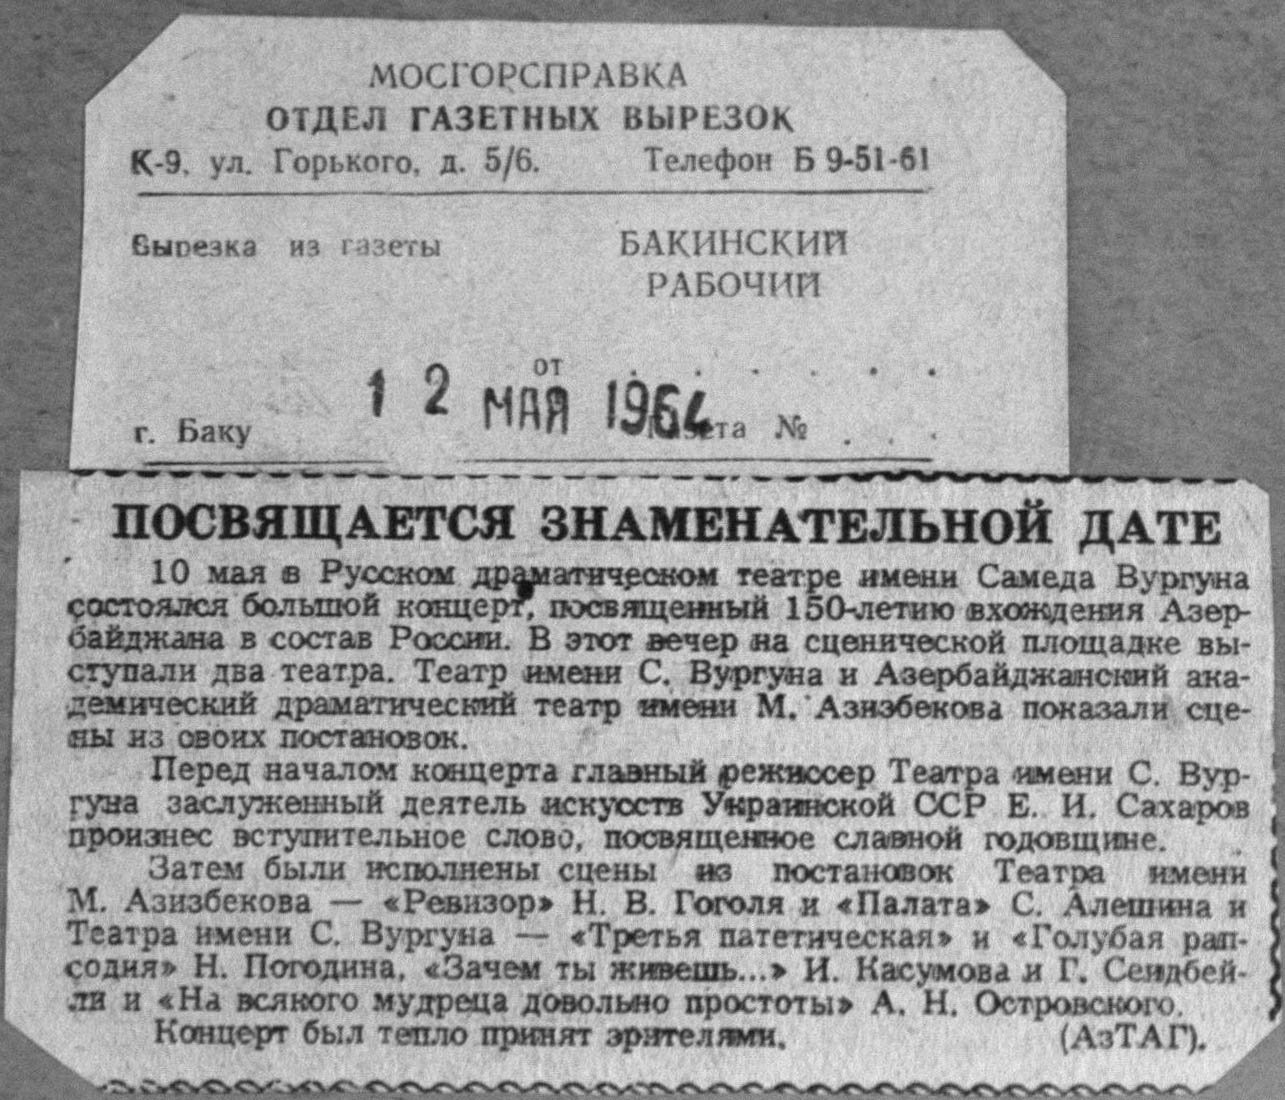 МОСГОРСПРАВКА
ОТДЕЛ ГАЗЕТНЫХ ВЫРЕЗОК
К-9, ул. Горького, д. 5/6. Телефон Б 9-51-61
Вырезка из газеты
БАКИНСКИЙ
РАБОЧИЙ
от . . . . . .
12 МАЯ 1964
г. Баку Газета № . . .
ПОСВЯЩАЕТСЯ ЗНАМЕНАТЕЛЬНОЙ ДАТЕ
10 мая в Русском драматическом театре имени Самеда Вургуна
состоялся большой концерт, посвященный 150-летию вхождения Азер-
байджана в состав России. В этот вечер на сценической площадке вы-
ступали два театра. Театр имени С. Вургуна и Азербайджанский ака-
демический драматический театр имени М. Азизбекова показали сце-
ны из своих постановок.
Перед началом концерта главный режиссер Театра имени С. Вур-
гуна заслуженный деятель искусств Украинской ССР Е. И. Сахаров
произнес вступительное слово, посвященное славной годовщине.
Затем были исполнены сцены из постановок Театра имени
М. Азизбекова — «Ревизор» Н. В. Гоголя и «Палата» С. Алешина и
Театра имени С. Вургуна — «Третья патетическая» и «Голубая рап-
содия» Н. Погодина, «Зачем ты живешь...» И. Касумова и Г. Сеидбей-
ли и «На всякого мудреца довольно простоты» А. Н. Островского.
Концерт был тепло принят зрителями. (АзТАГ).